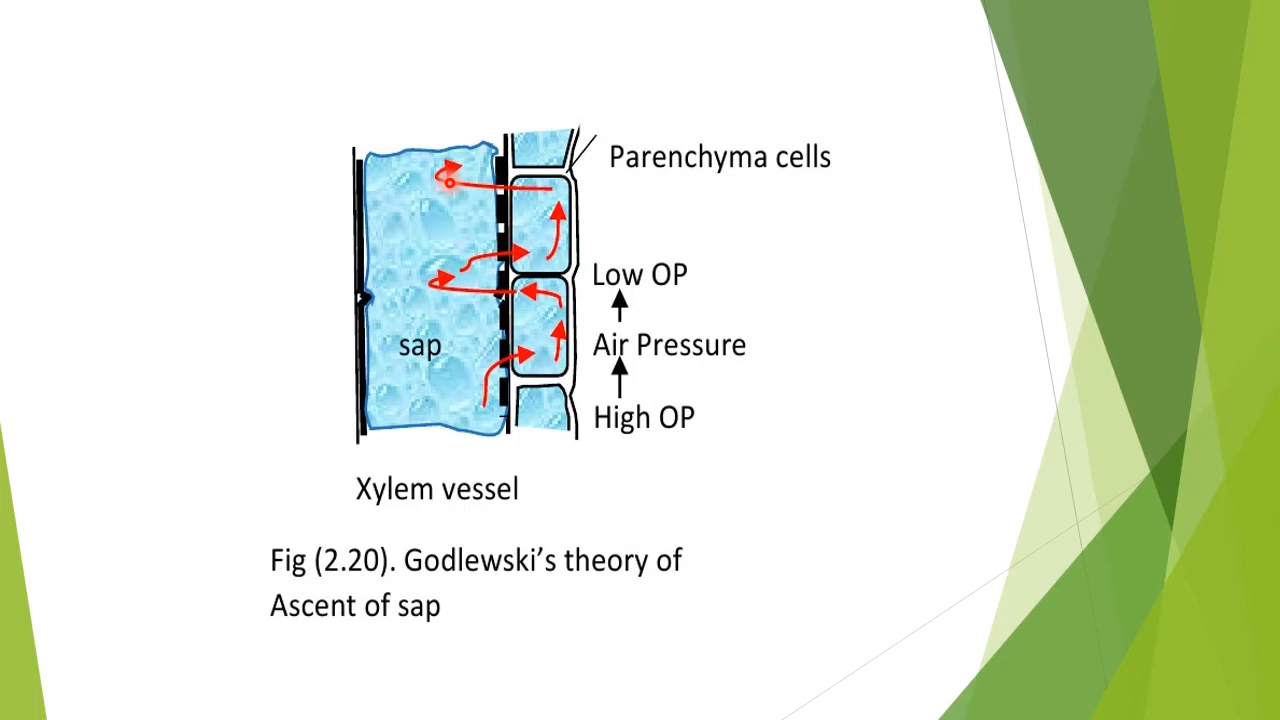 Parenchyma cells
Low OP
sap
Air Pressure
High OP
Xylem vessel
Fig (2.20). Godlewski’s theory of
Ascent of sap